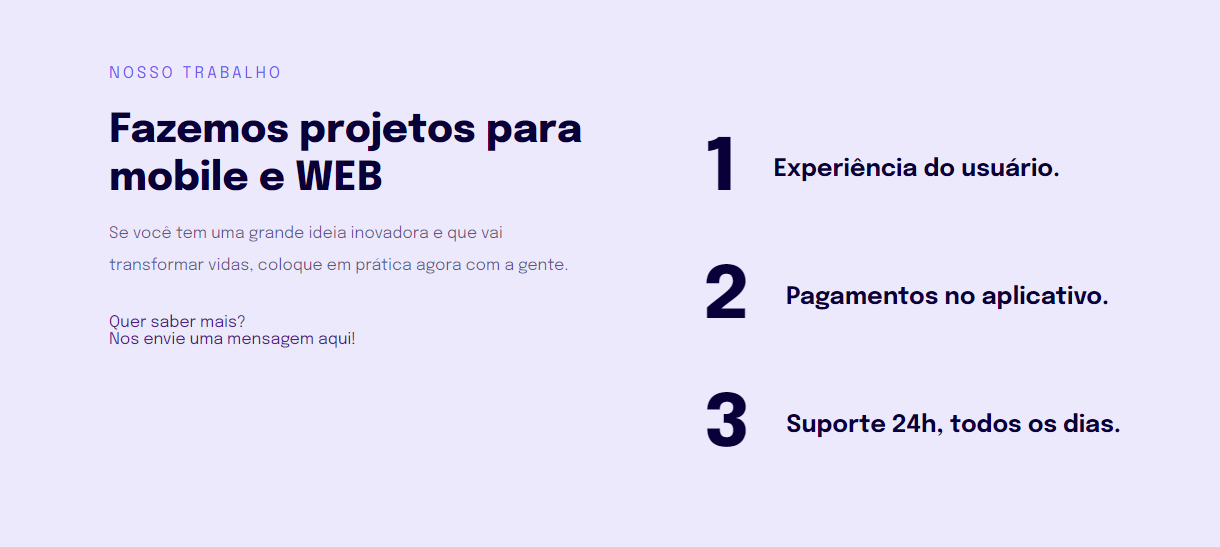 NOSSO TRABALHO
Fazemos projetos para
mobile e WEB
Se você tem uma grande ideia inovadora e que vai
transformar vidas, coloque em prática agora com a gente.
Quer saber mais?
Nos envie uma mensagem aqui!
1 Experiência do usuário.
2 Pagamentos no aplicativo.
3 Suporte 24h, todos os dias.